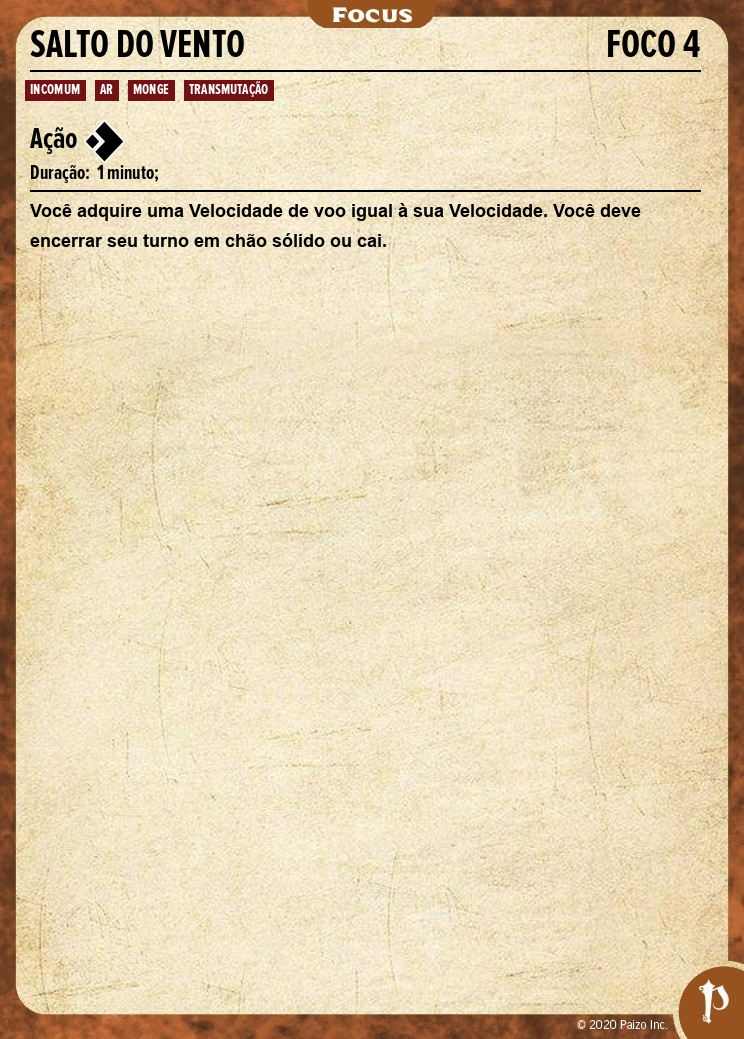 Focus
SALTO DO VENTO FOCO 4
INCOMUM AR MONGE TRANSMUTAÇÃO
Ação
Duração: 1 minuto;
Você adquire uma Velocidade de voo igual à sua Velocidade. Você deve
encerrar seu turno em chão sólido ou cai.
© 2020 Paizo Inc.
p